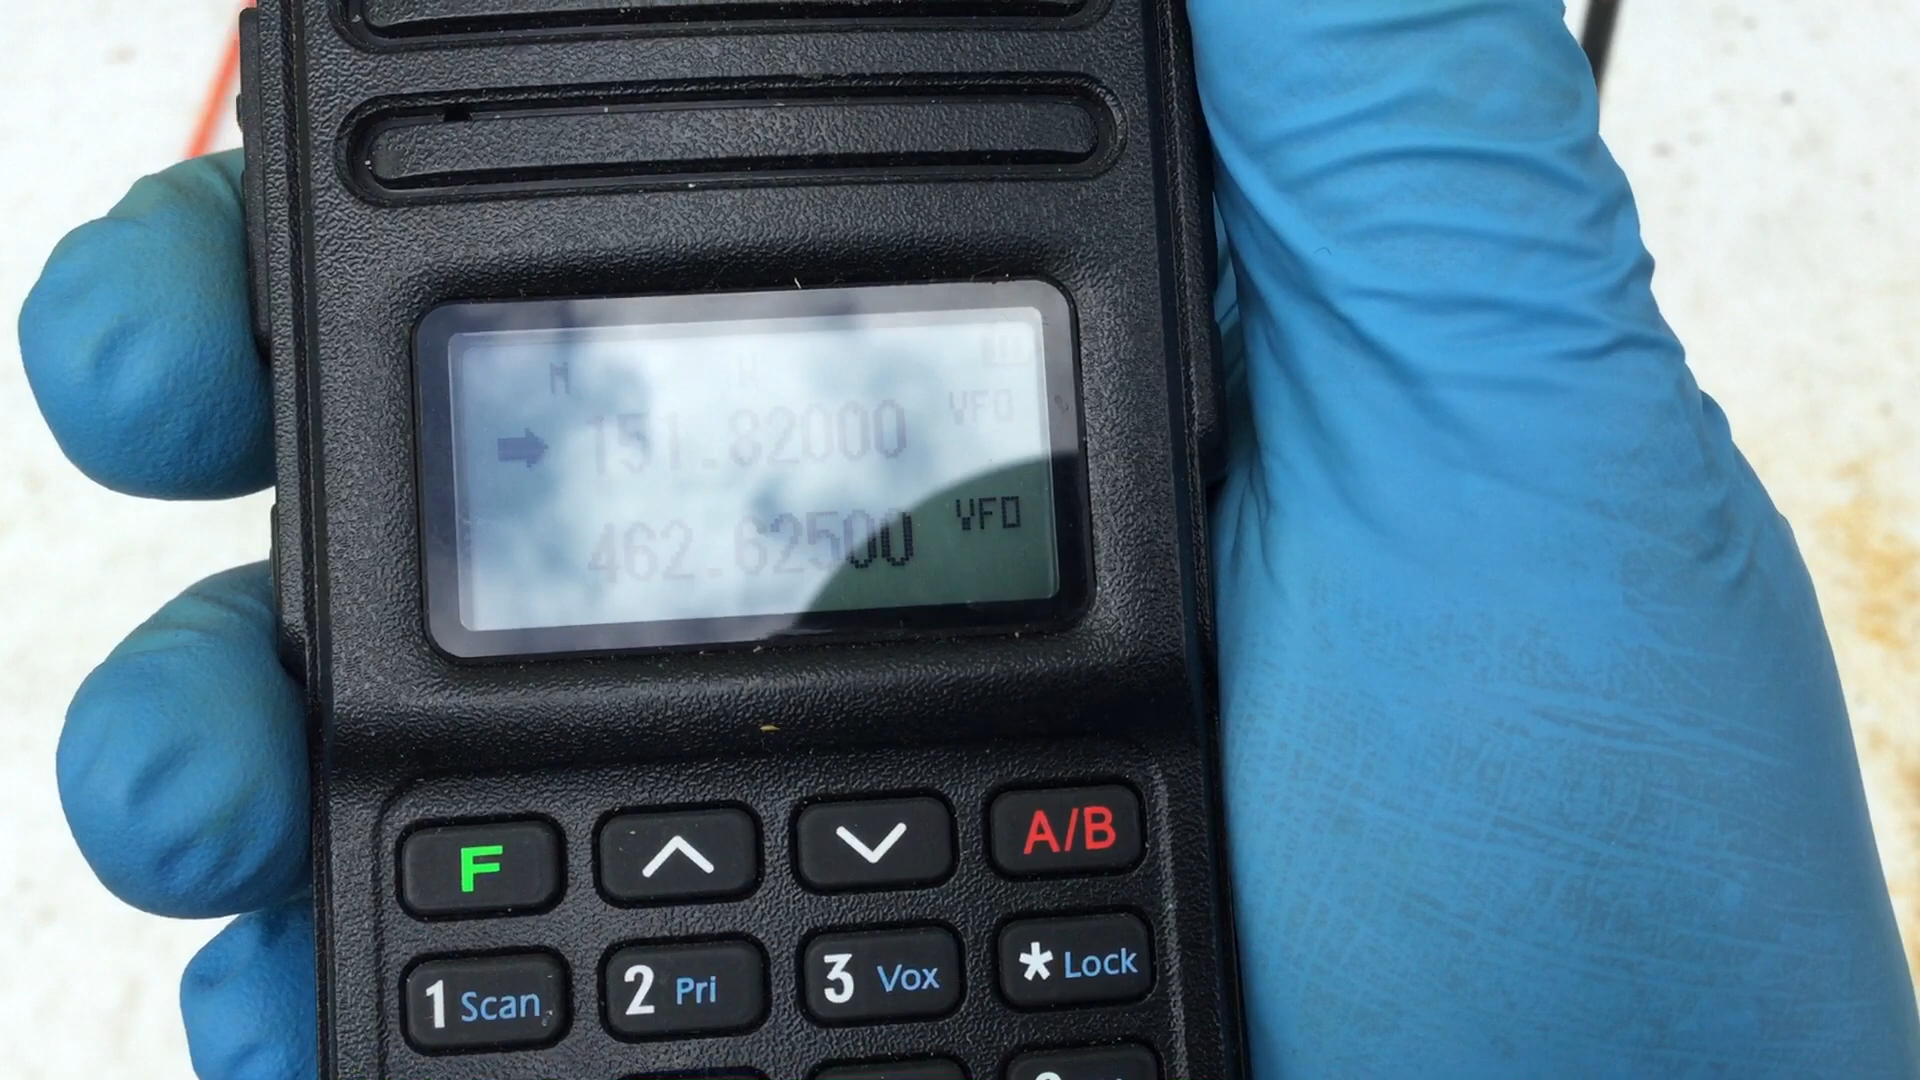 M
151.82000 VFO
462.62500 VFO
F A/B
1 Scan 2 Pri 3 Vox * Lock